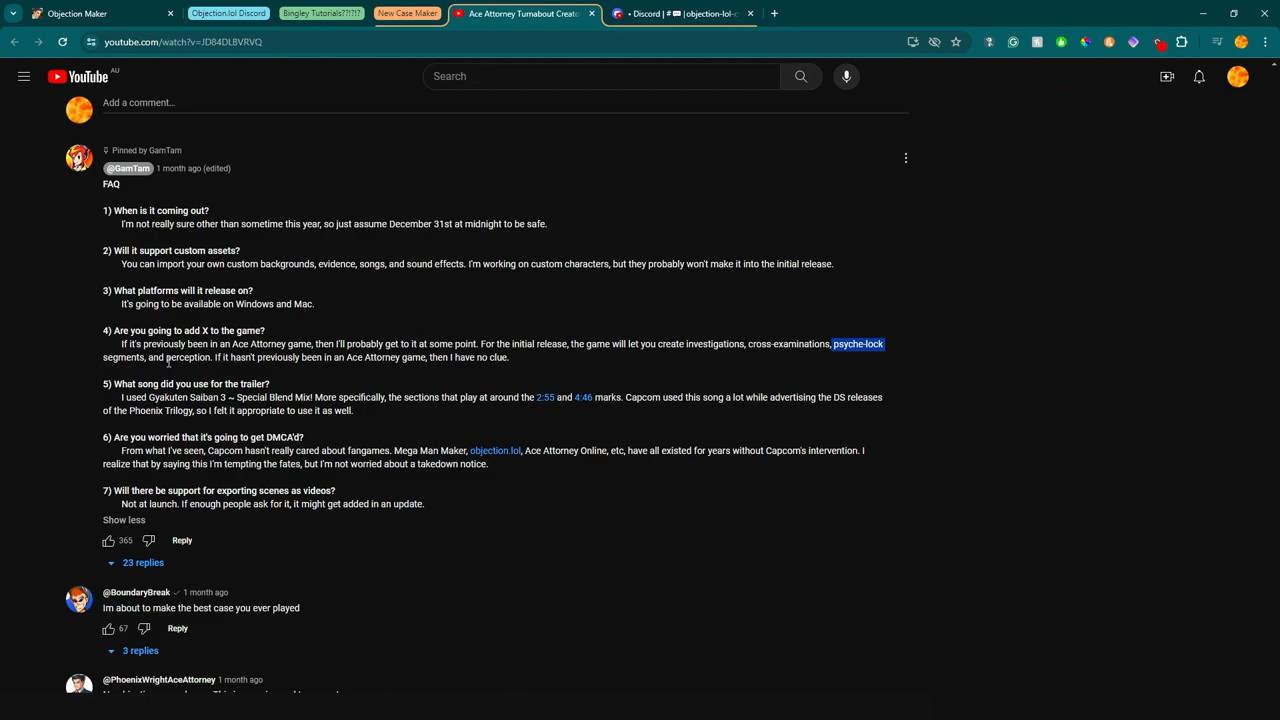 Objection Maker
Objection.lol Discord
Bingley Tutorials??!?!?
New Case Maker
Ace Attorney Turnabout Creato
• Discord | #
| objection-lol-c
youtube.com/watch?v=JD84DLBVRVQ
YouTube AU
Search
Add a comment...
Pinned by GamTam
@GamTam 1 month ago (edited)
FAQ
1) When is it coming out?
I'm not really sure other than sometime this year, so just assume December 31st at midnight to be safe.
2) Will it support custom assets?
You can import your own custom backgrounds, evidence, songs, and sound effects. I'm working on custom characters, but they probably won't make it into the initial release.
3) What platforms will it release on?
It's going to be available on Windows and Mac.
4) Are you going to add X to the game?
If it's previously been in an Ace Attorney game, then I'll probably get to it at some point. For the initial release, the game will let you create investigations, cross-examinations, psyche-lock
segments, and perception. If it hasn't previously been in an Ace Attorney game, then I have no clue.
5) What song did you use for the trailer?
I used Gyakuten Saiban 3 ~ Special Blend Mix! More specifically, the sections that play at around the 2:55 and 4:46 marks. Capcom used this song a lot while advertising the DS releases
of the Phoenix Trilogy, so I felt it appropriate to use it as well.
6) Are you worried that it's going to get DMCA'd?
From what I've seen, Capcom hasn't really cared about fangames. Mega Man Maker, objection.lol, Ace Attorney Online, etc, have all existed for years without Capcom's intervention. I
realize that by saying this I'm tempting the fates, but I'm not worried about a takedown notice.
7) Will there be support for exporting scenes as videos?
Not at launch. If enough people ask for it, it might get added in an update.
Show less
365 Reply
23 replies
@BoundaryBreak 1 month ago
Im about to make the best case you ever played
67 Reply
3 replies
@PhoenixWrightAceAttorney 1 month ago